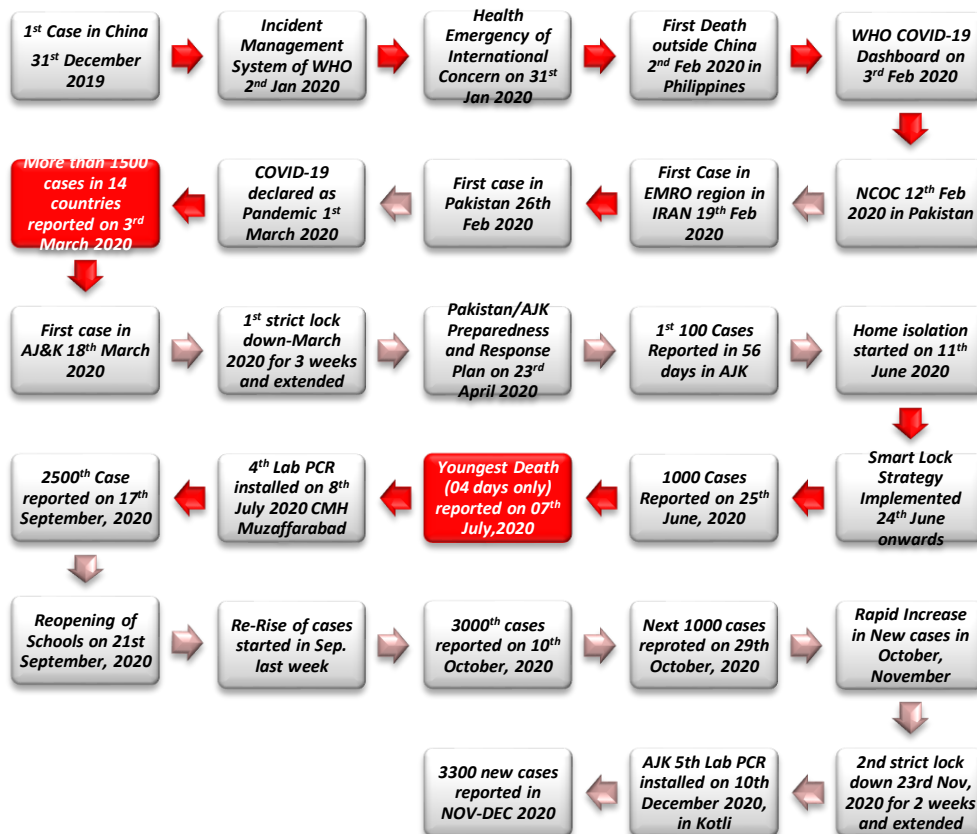 1st Case in China
31st December
2019
Incident
Management
System of WHO
2nd Jan 2020
Health
Emergency of
International
Concern on 31st
Jan 2020
First Death
outside China
2nd Feb 2020 in
Philippines
WHO COVID-19
Dashboard on
3rd Feb 2020
NCOC 12th Feb
2020 in Pakistan
First Case in
EMRO region in
IRAN 19th Feb
2020
First case in
Pakistan 26th
Feb 2020
COVID-19
declared as
Pandemic 1st
March 2020
More than 1500
cases in 14
countries
reported on 3rd
March 2020
First case in
AJ&K 18th March
2020
1st strict lock
down-March
2020 for 3 weeks
and extended
Pakistan/AJK
Preparedness
and Response
Plan on 23rd
April 2020
1st 100 Cases
Reported in 56
days in AJK
Home isolation
started on 11th
June 2020
Smart Lock
Strategy
Implemented
24th June
onwards
1000 Cases
Reported on 25th
June, 2020
Youngest Death
(04 days only)
reported on 07th
July,2020
4th Lab PCR
installed on 8th
July 2020 CMH
Muzaffarabad
2500th Case
reported on 17th
September, 2020
Reopening of
Schools on 21st
September, 2020
Re-Rise of cases
started in Sep.
last week
3000th cases
reported on 10th
October, 2020
Next 1000 cases
reproted on 29th
October, 2020
Rapid Increase
in New cases in
October,
November
2nd strict lock
down 23rd Nov,
2020 for 2 weeks
and extended
AJK 5th Lab PCR
installed on 10th
December 2020,
in Kotli
3300 new cases
reported in
NOV-DEC 2020